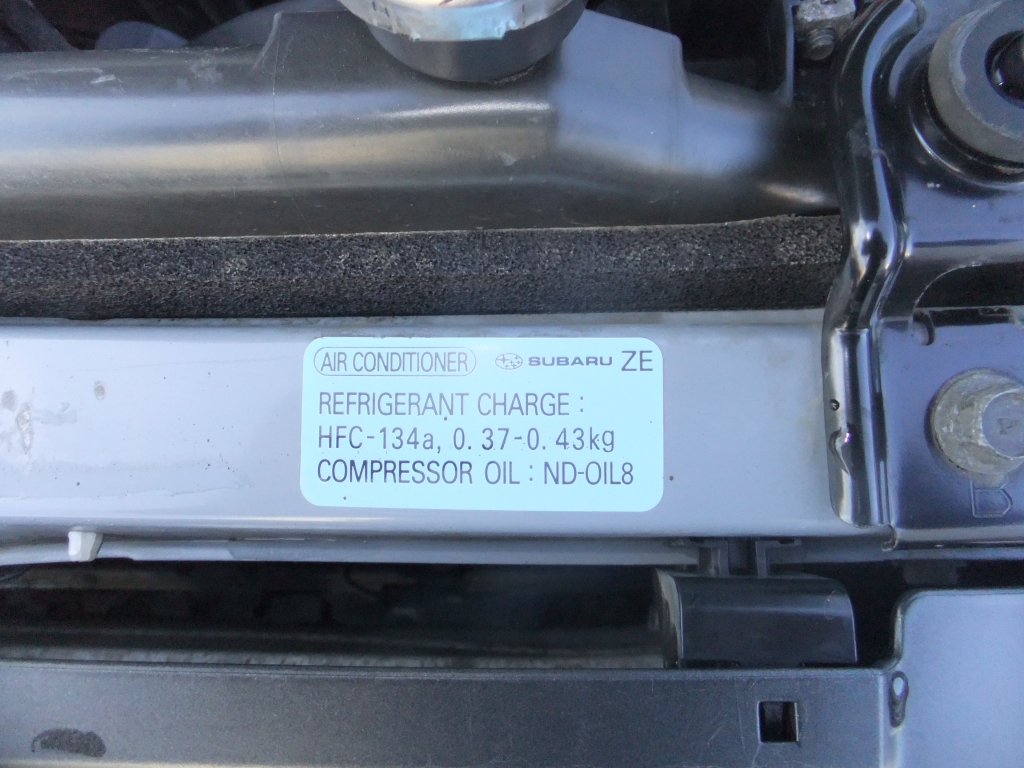 AIR CONDITIONER SUBARU ZE
REFRIGERANT CHARGE :
HFC-134a, 0.37-0.43kg
COMPRESSOR OIL : ND-OIL8
A
B